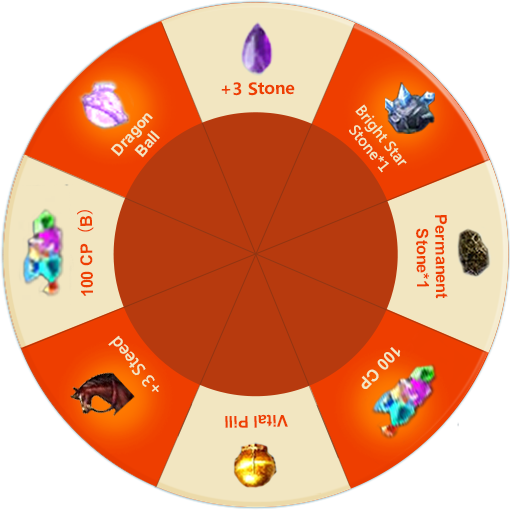 +3 Stone
Bright Star
Stone*1
Permanent
Stone*1
100 CP
Vital Pill
+3 Steed
100 CP（B）
Dragon
Ball